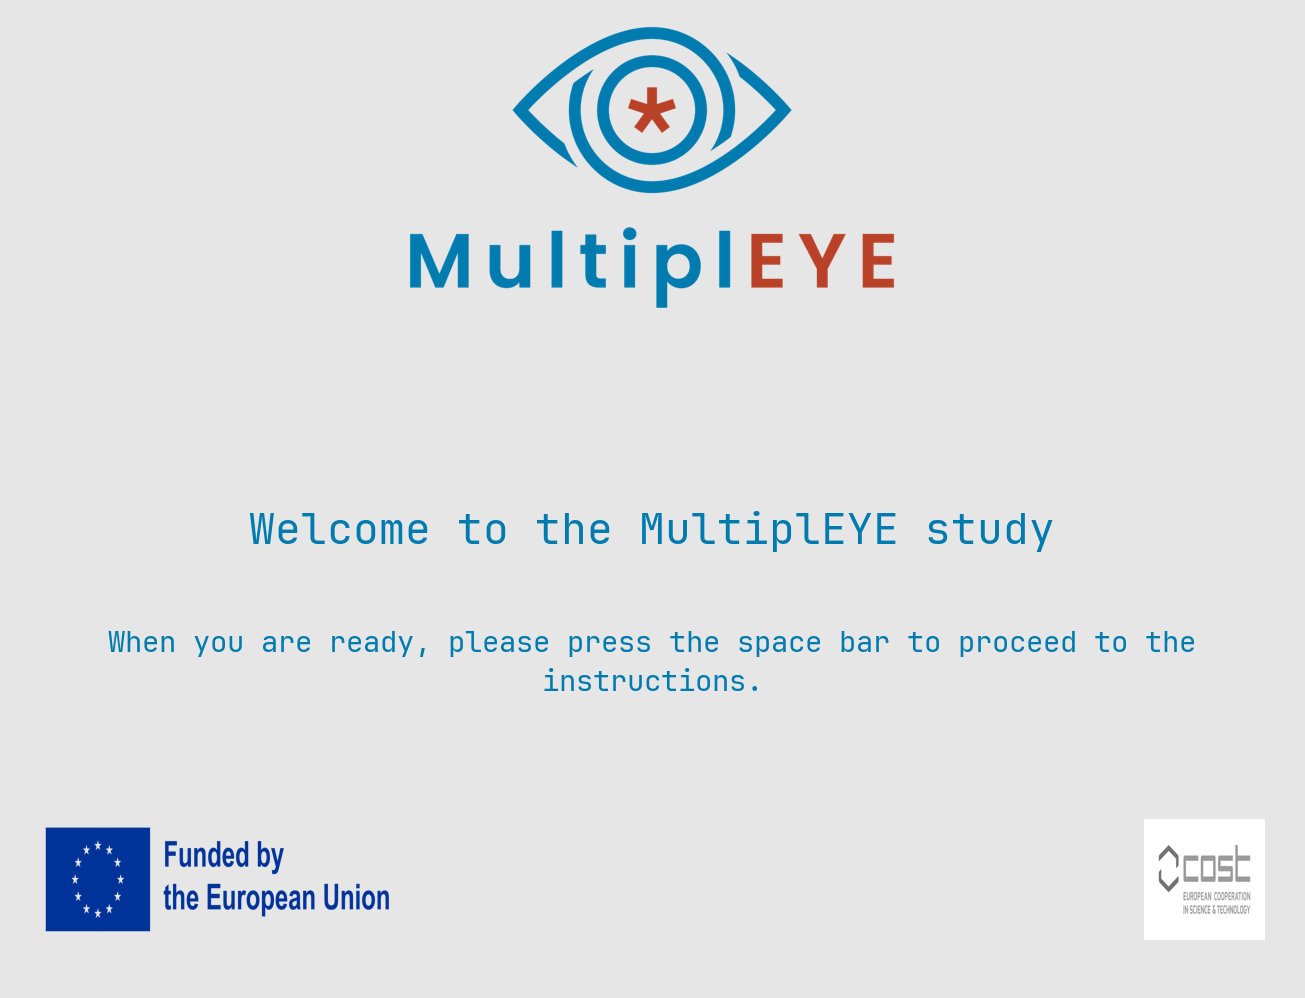 MultiplEYE
Welcome to the MultiplEYE study
When you are ready, please press the space bar to proceed to the
instructions.
Funded by
the European Union
cost
EUROPEAN COOPERATION
IN SCIENCE & TECHNOLOGY